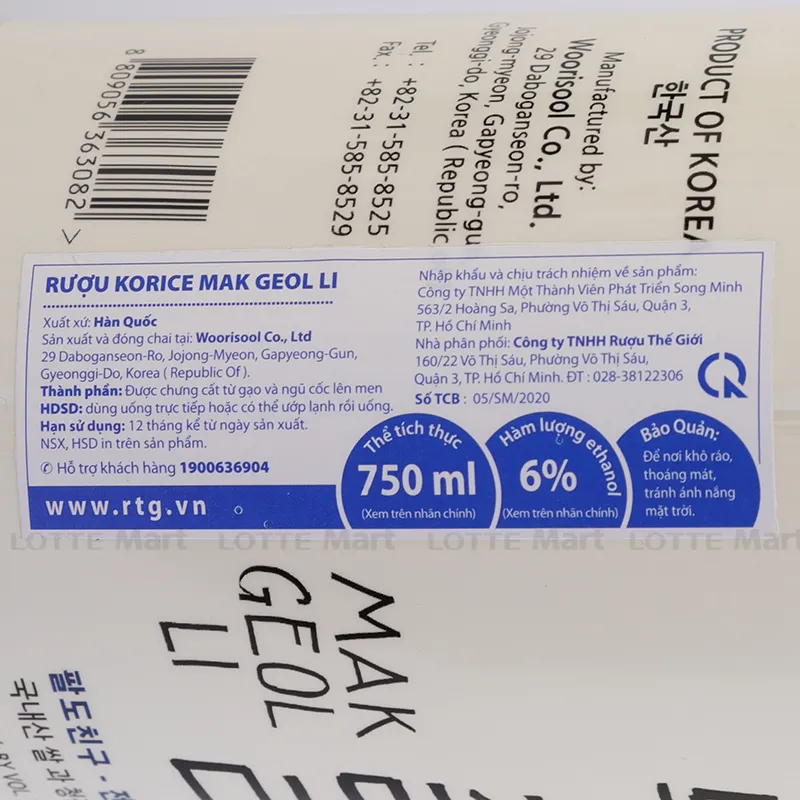 8 809056 363082 >
PRODUCT OF KOREA
한국산
Manufactured by:
Woorisool Co., Ltd.
29 Daboganseon-ro,
Jojong-myeon, Gapyeong-gu
Gyeonggi-do, Korea ( Republic
Tel. : +82-31-585-8525
Fax. : +82-31-585-8529
RƯỢU KORICE MAK GEOL LI
Xuất xứ: Hàn Quốc
Sản xuất và đóng chai tại: Woorisool Co., Ltd
29 Daboganseon-Ro, Jojong-Myeon, Gapyeong-Gun,
Gyeonggi-Do, Korea ( Republic Of ).
Thành phần: Được chưng cất từ gạo và ngũ cốc lên men
HDSD: dùng uống trực tiếp hoặc có thể ướp lạnh rồi uống.
Hạn sử dụng: 12 tháng kể từ ngày sản xuất.
NSX, HSD in trên sản phẩm.
✆ Hỗ trợ khách hàng 1900636904
www.rtg.vn
Nhập khẩu và chịu trách nhiệm về sản phẩm:
Công ty TNHH Một Thành Viên Phát Triển Song Minh
563/2 Hoàng Sa, Phường Võ Thị Sáu, Quận 3,
TP. Hồ Chí Minh
Nhà phân phối: Công ty TNHH Rượu Thế Giới
160/22 Võ Thị Sáu, Phường Võ Thị Sáu,
Quận 3, TP. Hồ Chí Minh. ĐT : 028-38122306
Số TCB : 05/SM/2020
Thể tích thực
750 ml
(Xem trên nhãn chính)
Hàm lượng ethanol
6%
(Xem trên nhãn chính)
Bảo Quản:
Để nơi khô ráo,
thoáng mát,
tránh ánh nắng
mặt trời.
LOTTE Mart LOTTE Mart LOTTE Mart LOTTE Mart
MAK
GEOL
LI
팔도친구 ·
국내산 쌀과